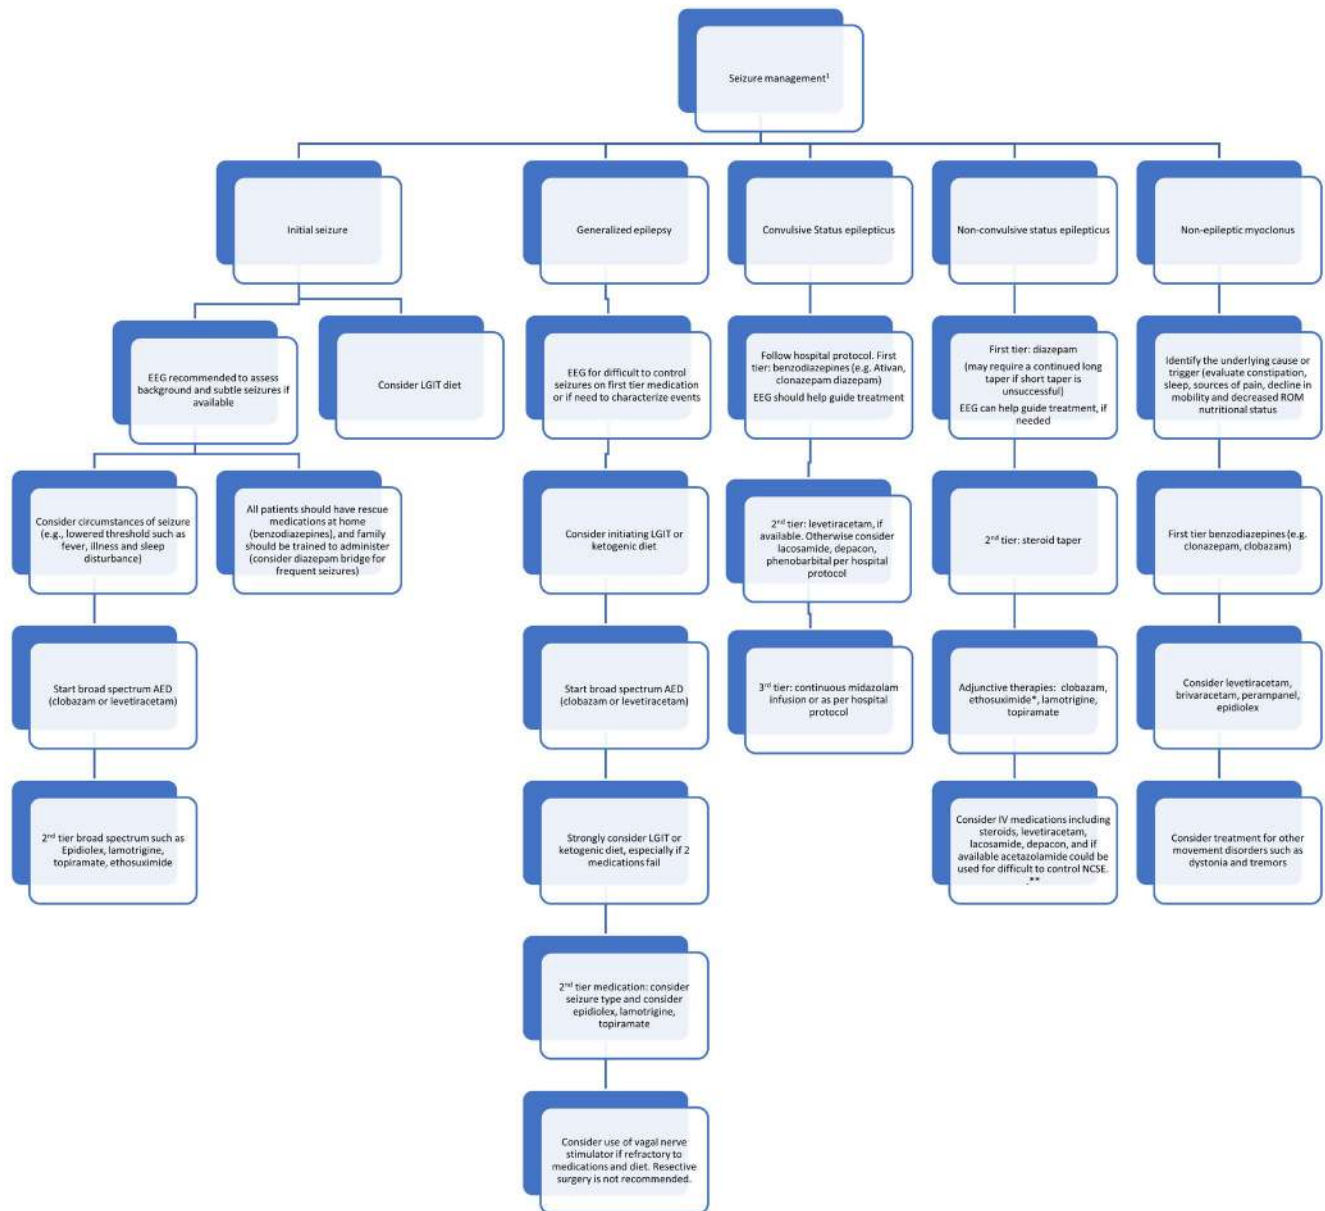 Seizure management¹
Initial seizure
Generalized epilepsy
Convulsive Status epilepticus
Non-convulsive status epilepticus
Non-epileptic myoclonus
EEG recommended to assess
background and subtle seizures if
available
Consider LGIT diet
EEG for difficult to control
seizures on first tier medication
or if need to characterize events
Follow hospital protocol. First
tier: benzodiazepines (e.g. Ativan,
clonazepam diazepam)
EEG should help guide treatment
First tier: diazepam
(may require a continued long
taper if short taper is
unsuccessful)
EEG can help guide treatment, if
needed
Identify the underlying cause or
trigger (evaluate constipation,
sleep, sources of pain, decline in
mobility and decreased ROM
nutritional status
Consider circumstances of seizure
(e.g., lowered threshold such as
fever, illness and sleep
disturbance)
All patients should have rescue
medications at home
(benzodiazepines), and family
should be trained to administer
(consider diazepam bridge for
frequent seizures)
Consider initiating LGIT or
ketogenic diet
2nd tier: levetiracetam, if
available. Otherwise consider
lacosamide, depacon,
phenobarbital per hospital
protocol
2nd tier: steroid taper
First tier benzodiazepines (e.g.
clonazepam, clobazam)
Start broad spectrum AED
(clobazam or levetiracetam)
Start broad spectrum AED
(clobazam or levetiracetam)
3rd tier: continuous midazolam
infusion or as per hospital
protocol
Adjunctive therapies: clobazam,
ethosuximide*, lamotrigine,
topiramate
Consider levetiracetam,
brivaracetam, perampanel,
epidiolex
2nd tier broad spectrum such as
Epidiolex, lamotrigine,
topiramate, ethosuximide
Strongly consider LGIT or
ketogenic diet, especially if 2
medications fail
Consider IV medications including
steroids, levetiracetam,
lacosamide, depacon, and if
available acetazolamide could be
used for difficult to control NCSE.
.**
Consider treatment for other
movement disorders such as
dystonia and tremors
2nd tier medication: consider
seizure type and consider
epidiolex, lamotrigine,
topiramate
Consider use of vagal nerve
stimulator if refractory to
medications and diet. Resective
surgery is not recommended.